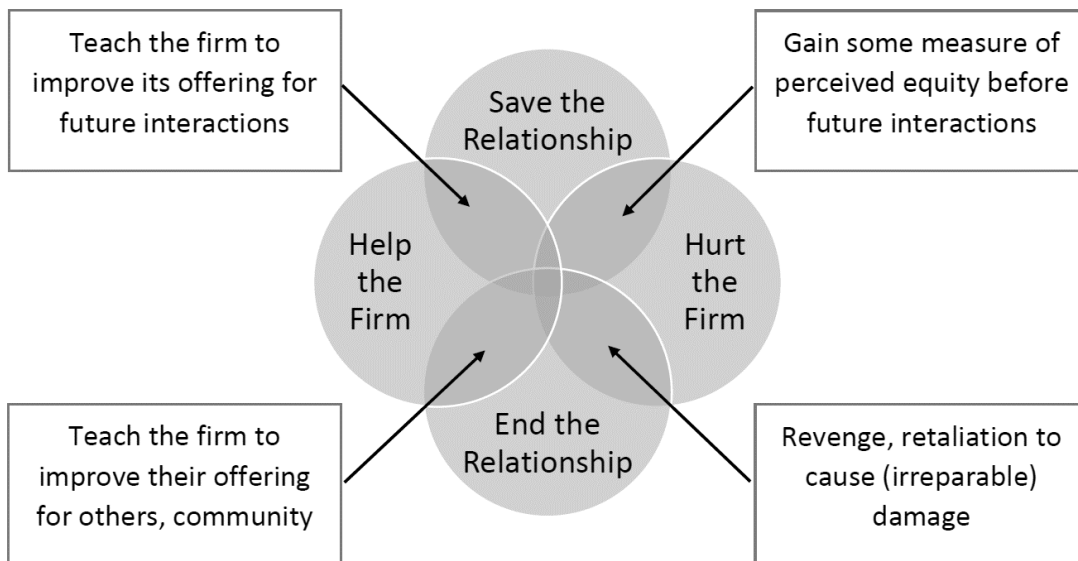 Teach the firm to
improve its offering for
future interactions
Gain some measure of
perceived equity before
future interactions
Save the
Relationship
Help
the
Firm
Hurt
the
Firm
End the
Relationship
Teach the firm to
improve their offering
for others, community
Revenge, retaliation to
cause (irreparable)
damage